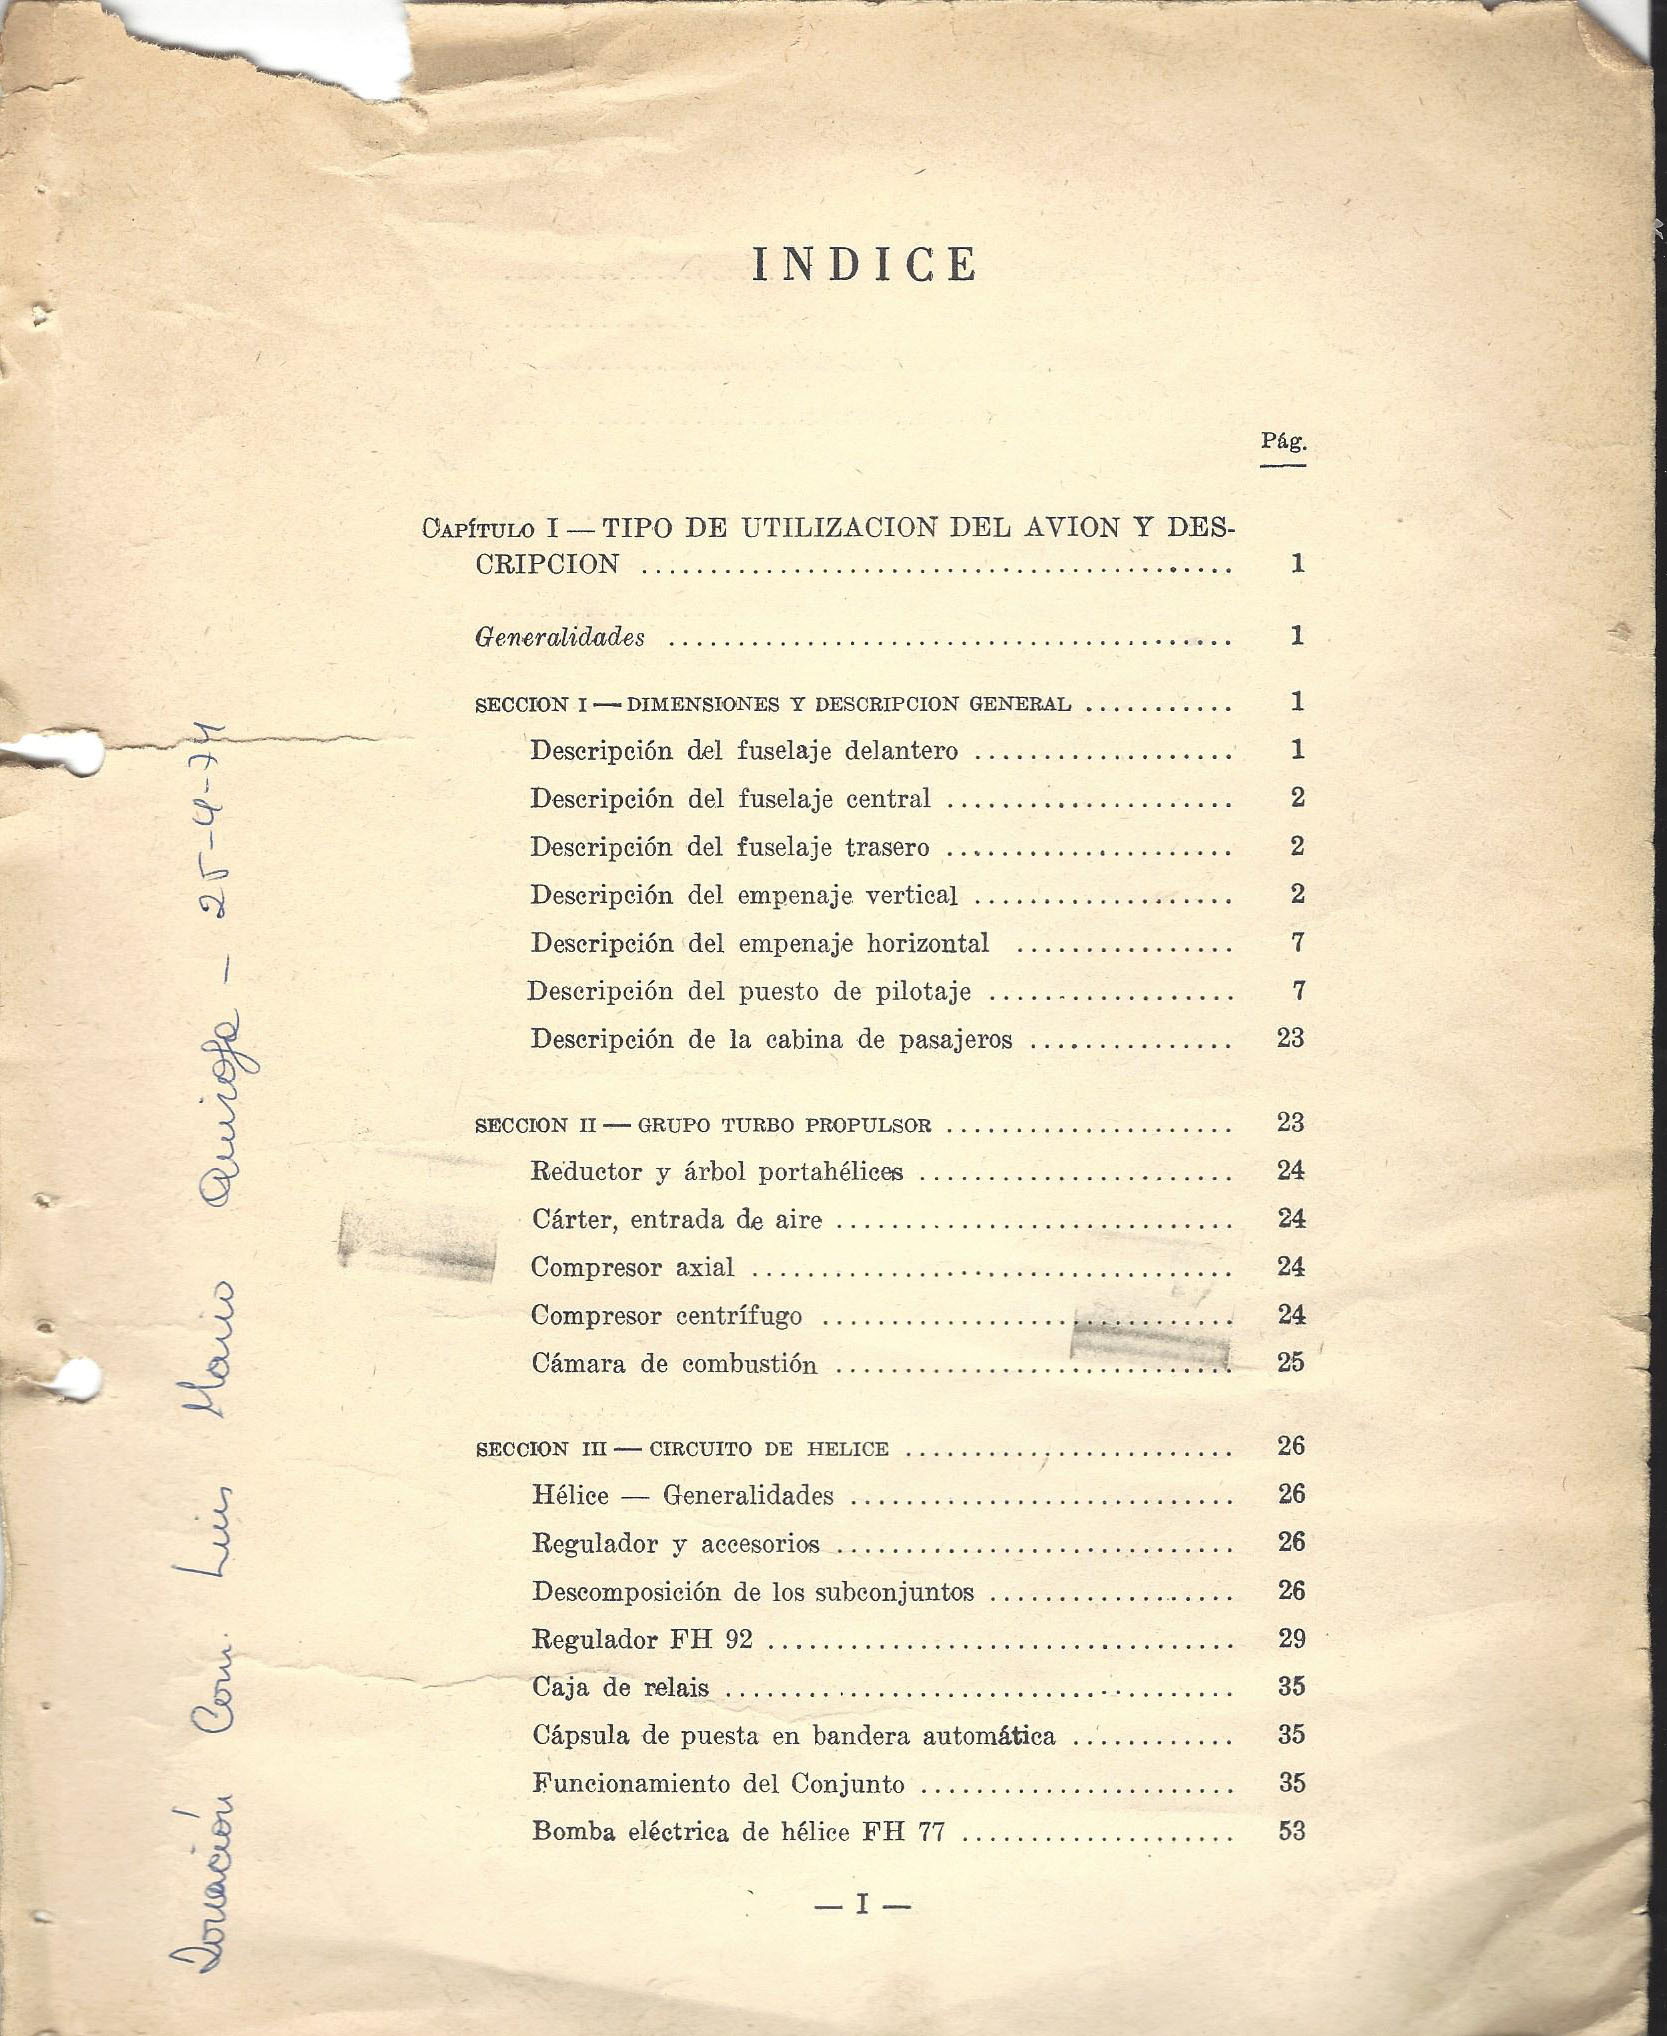 INDICE
Pág.
CAPÍTULO I — TIPO DE UTILIZACION DEL AVION Y DES-
CRIPCION ........................................... 1
Generalidades ......................................... 1
SECCION I — DIMENSIONES Y DESCRIPCION GENERAL ........... 1
Descripción del fuselaje delantero ................... 1
Descripción del fuselaje central ..................... 2
Descripción del fuselaje trasero ..................... 2
Descripción del empenaje vertical ................... 2
Descripción del empenaje horizontal ................ 7
Descripción del puesto de pilotaje .................. 7
Descripción de la cabina de pasajeros ............... 23
SECCION II — GRUPO TURBO PROPULSOR ..................... 23
Reductor y árbol portahélices ....................... 24
Cárter, entrada de aire ............................. 24
Compresor axial ................................... 24
Compresor centrífugo .............................. 24
Cámara de combustión ............................. 25
SECCION III — CIRCUITO DE HELICE ........................ 26
Hélice — Generalidades ............................ 26
Regulador y accesorios ............................. 26
Descomposición de los subconjuntos .................. 26
Regulador FH 92 .................................. 29
Caja de relais ..................................... 35
Cápsula de puesta en bandera automática ............ 35
Funcionamiento del Conjunto ....................... 35
Bomba eléctrica de hélice FH 77 .................... 53
— I —
Donación Com. Luis Mario Quiroga - 25-4-74